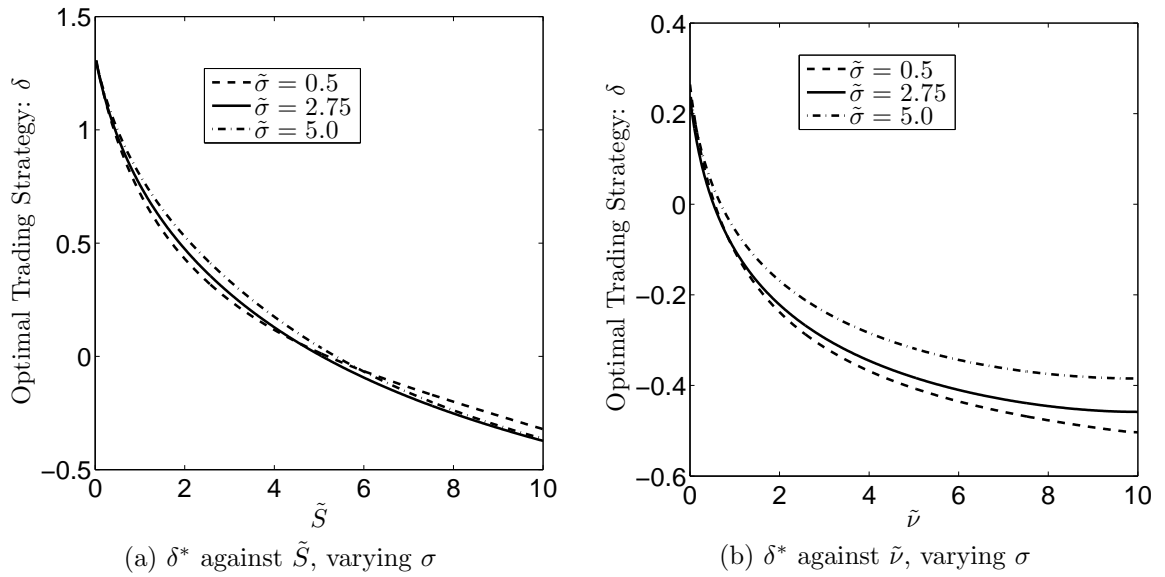 Optimal Trading Strategy: δ
1.5
1
0.5
0
−0.5
σ̃ = 0.5
σ̃ = 2.75
σ̃ = 5.0
0 2 4 6 8 10
S̃
(a) δ* against S̃, varying σ
Optimal Trading Strategy: δ
0.4
0.2
0
−0.2
−0.4
−0.6
σ̃ = 0.5
σ̃ = 2.75
σ̃ = 5.0
0 2 4 6 8 10
ν̃
(b) δ* against ν̃, varying σ